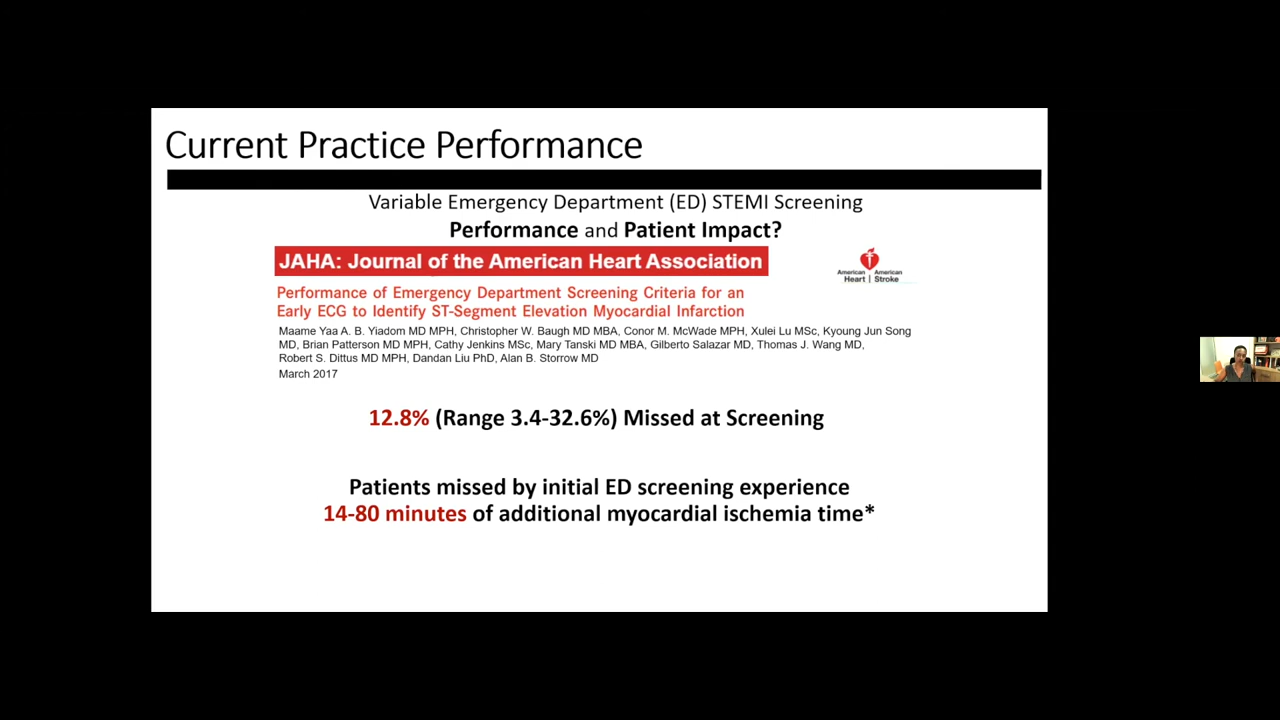 Current Practice Performance
Variable Emergency Department (ED) STEMI Screening
Performance and Patient Impact?
JAHA: Journal of the American Heart Association
American Heart | American Stroke
Performance of Emergency Department Screening Criteria for an
Early ECG to Identify ST-Segment Elevation Myocardial Infarction
Maame Yaa A. B. Yiadom MD MPH, Christopher W. Baugh MD MBA, Conor M. McWade MPH, Xulei Lu MSc, Kyoung Jun Song
MD, Brian Patterson MD MPH, Cathy Jenkins MSc, Mary Tanski MD MBA, Gilberto Salazar MD, Thomas J. Wang MD,
Robert S. Dittus MD MPH, Dandan Liu PhD, Alan B. Storrow MD
March 2017
12.8% (Range 3.4-32.6%) Missed at Screening
Patients missed by initial ED screening experience
14-80 minutes of additional myocardial ischemia time*